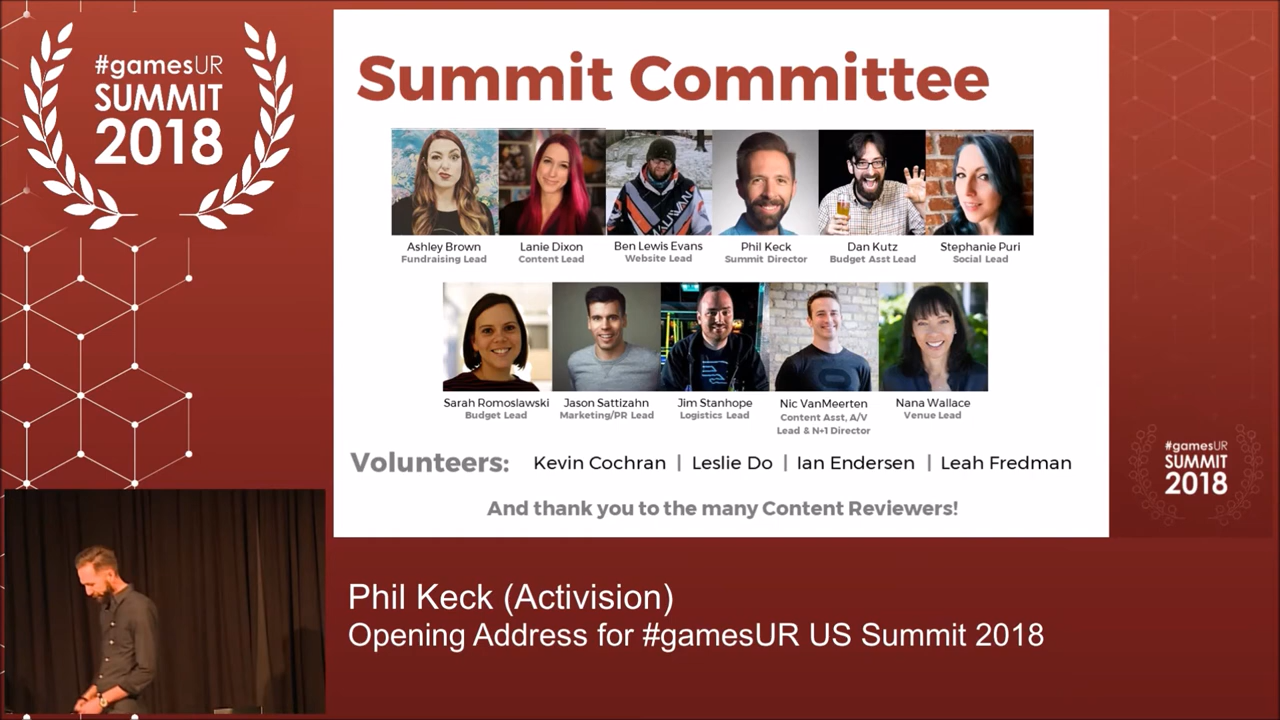 #gamesUR
SUMMIT
2018
Summit Committee
Ashley Brown
Fundraising Lead
Lanie Dixon
Content Lead
Ben Lewis Evans
Website Lead
Phil Keck
Summit Director
Dan Kutz
Budget Asst Lead
Stephanie Puri
Social Lead
Sarah Romoslawski
Budget Lead
Jason Sattizahn
Marketing/PR Lead
Jim Stanhope
Logistics Lead
Nic VanMeerten
Content Asst, A/V
Lead & N+1 Director
Nana Wallace
Venue Lead
Volunteers: Kevin Cochran | Leslie Do | Ian Endersen | Leah Fredman
And thank you to the many Content Reviewers!
#gamesUR
SUMMIT
2018
Phil Keck (Activision)
Opening Address for #gamesUR US Summit 2018